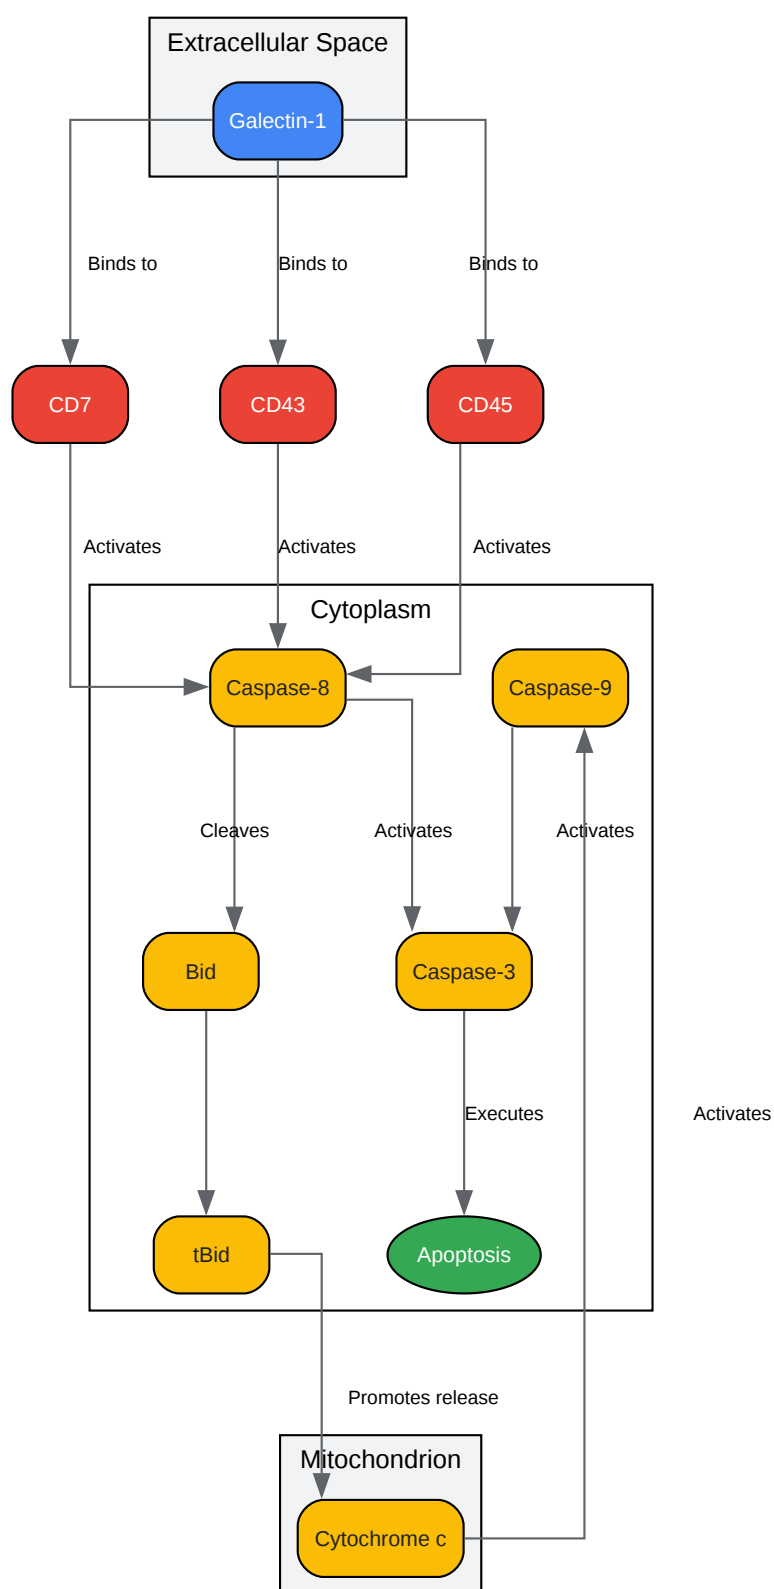 Extracellular Space
Galectin-1
Binds to
Binds to
Binds to
CD7
CD43
CD45
Activates
Activates
Activates
Cytoplasm
Caspase-8
Caspase-9
Cleaves
Activates
Activates
Bid
Caspase-3
Executes
Activates
tBid
Apoptosis
Promotes release
Mitochondrion
Cytochrome c